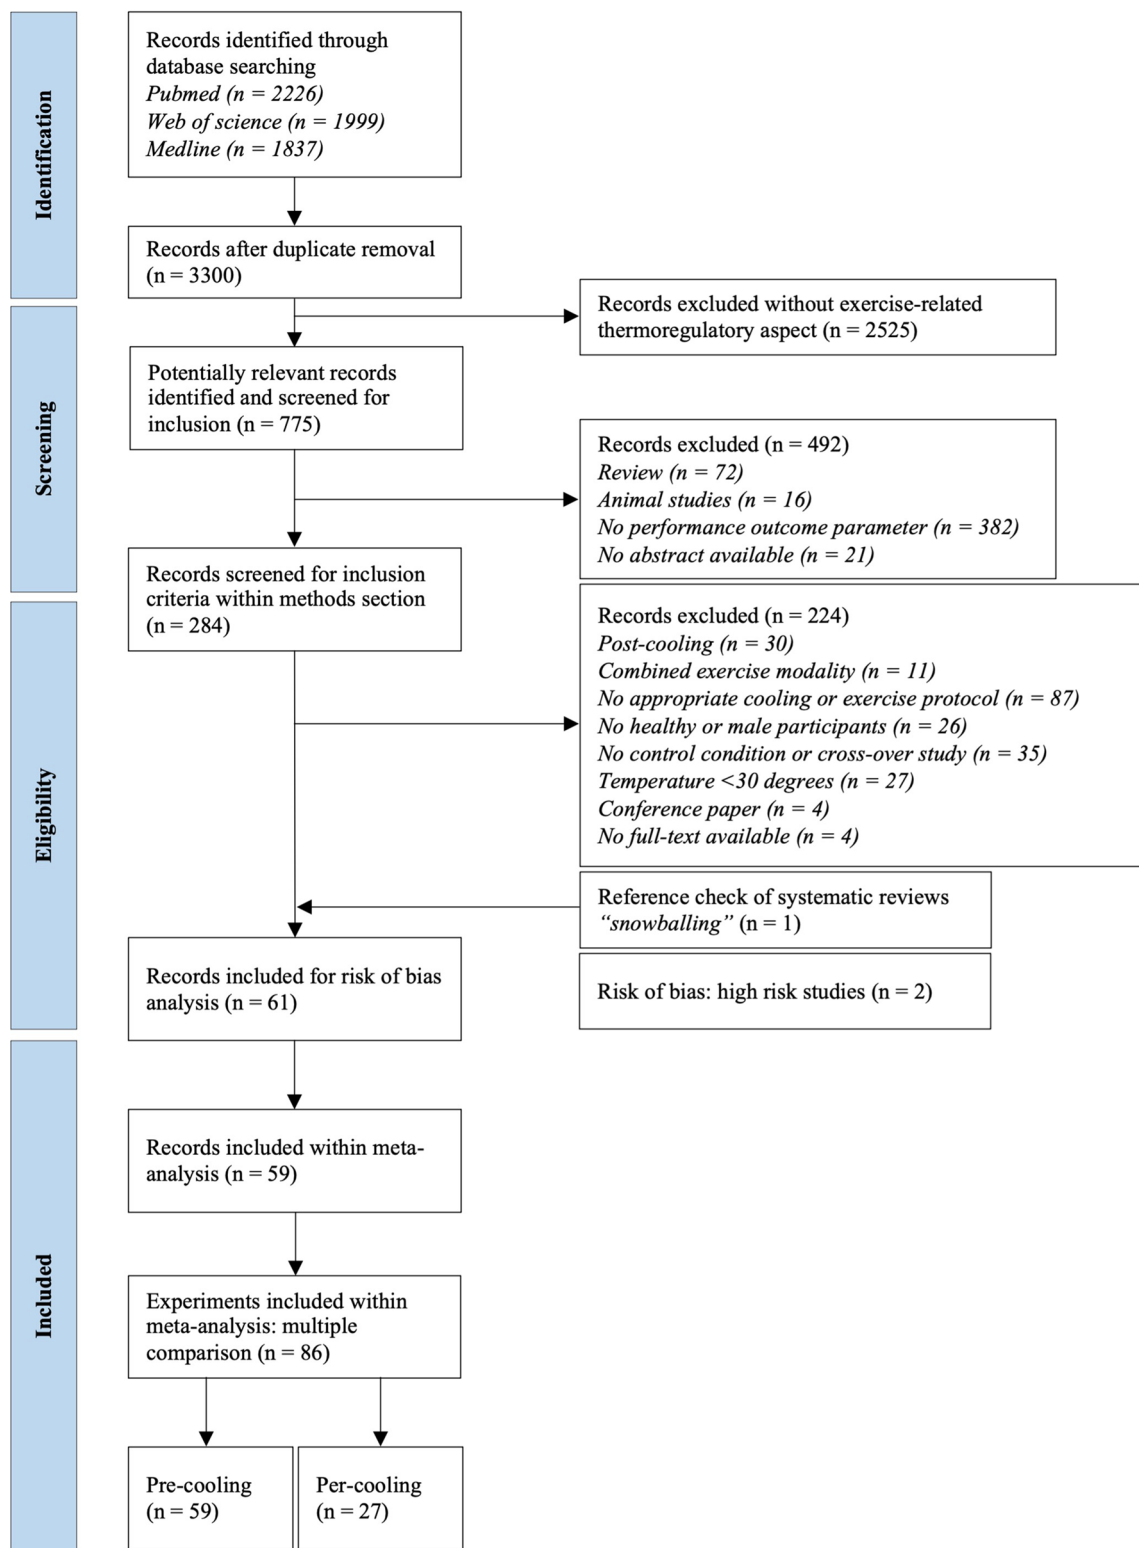 Identification
Records identified through
database searching
Pubmed (n = 2226)
Web of science (n = 1999)
Medline (n = 1837)
Records after duplicate removal
(n = 3300)
Screening
Records excluded without exercise-related
thermoregulatory aspect (n = 2525)
Potentially relevant records
identified and screened for
inclusion (n = 775)
Records excluded (n = 492)
Review (n = 72)
Animal studies (n = 16)
No performance outcome parameter (n = 382)
No abstract available (n = 21)
Records screened for inclusion
criteria within methods section
(n = 284)
Eligibility
Records excluded (n = 224)
Post-cooling (n = 30)
Combined exercise modality (n = 11)
No appropriate cooling or exercise protocol (n = 87)
No healthy or male participants (n = 26)
No control condition or cross-over study (n = 35)
Temperature <30 degrees (n = 27)
Conference paper (n = 4)
No full-text available (n = 4)
Reference check of systematic reviews
“snowballing” (n = 1)
Records included for risk of bias
analysis (n = 61)
Risk of bias: high risk studies (n = 2)
Included
Records included within meta-
analysis (n = 59)
Experiments included within
meta-analysis: multiple
comparison (n = 86)
Pre-cooling
(n = 59)
Per-cooling
(n = 27)